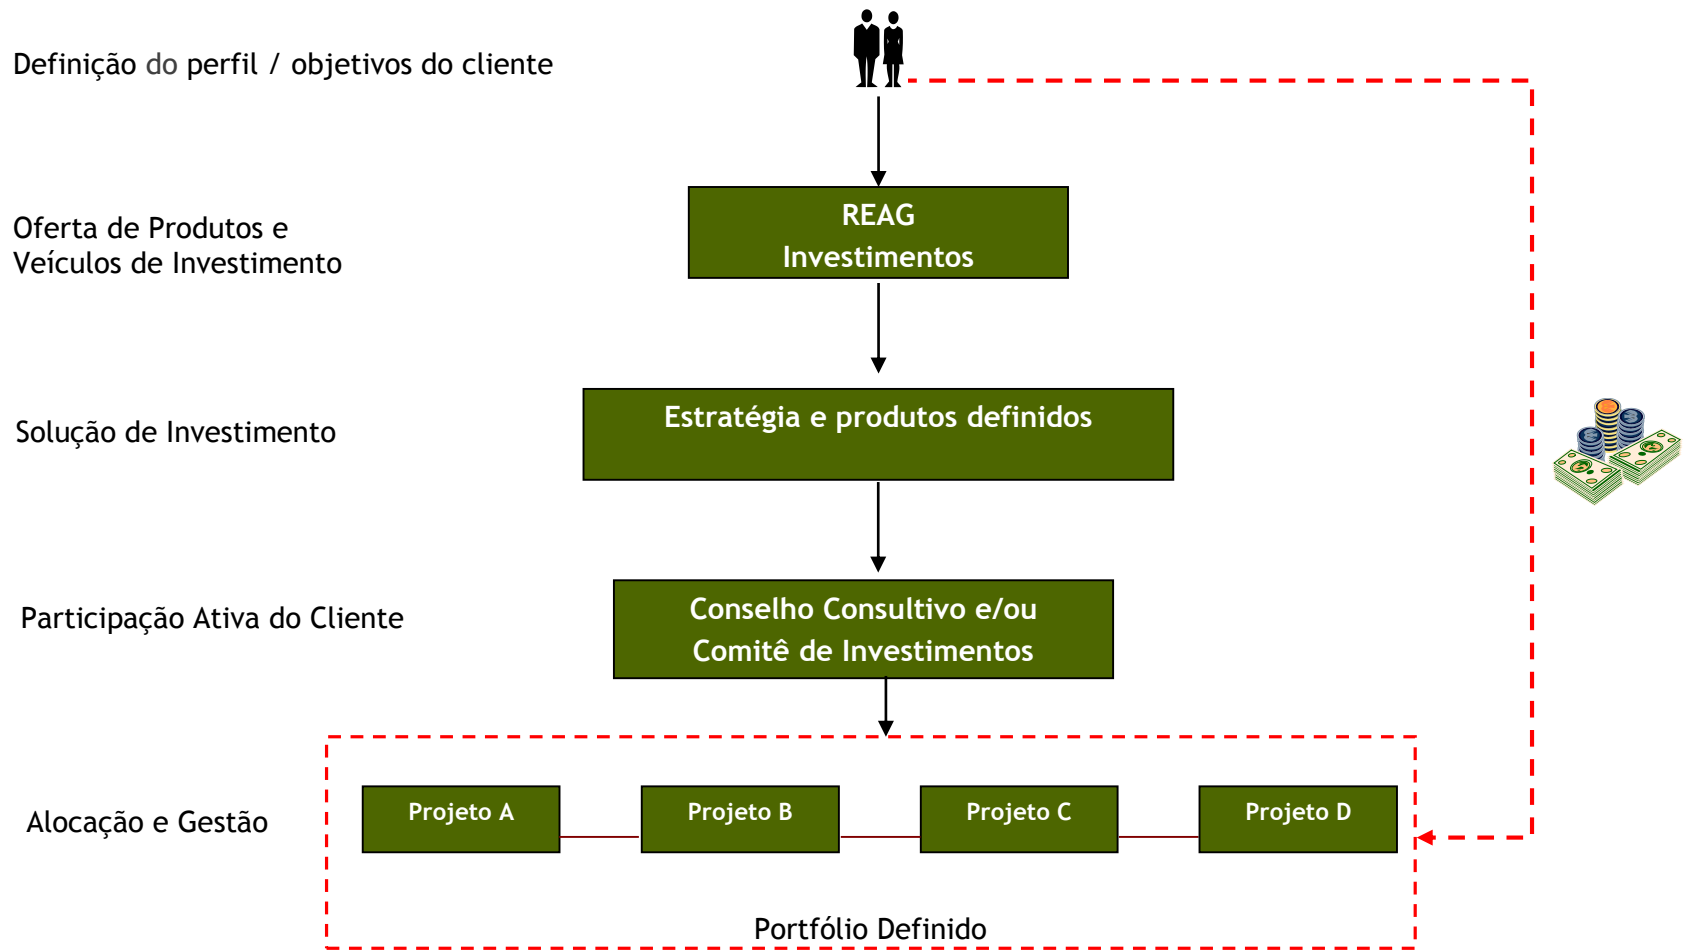 Definição do perfil / objetivos do cliente
Oferta de Produtos e
Veículos de Investimento
REAG
Investimentos
Solução de Investimento
Estratégia e produtos definidos
Participação Ativa do Cliente
Conselho Consultivo e/ou
Comitê de Investimentos
Alocação e Gestão
Projeto A
Projeto B
Projeto C
Projeto D
Portfólio Definido